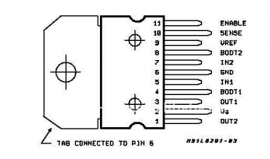 11 ENABLE
10 SENSE
9 VREF
8 BOOT2
7 IN2
6 GND
5 IN1
4 BOOT1
3 OUT1
2 Vs
1 OUT2
TAB CONNECTED TO PIN 6